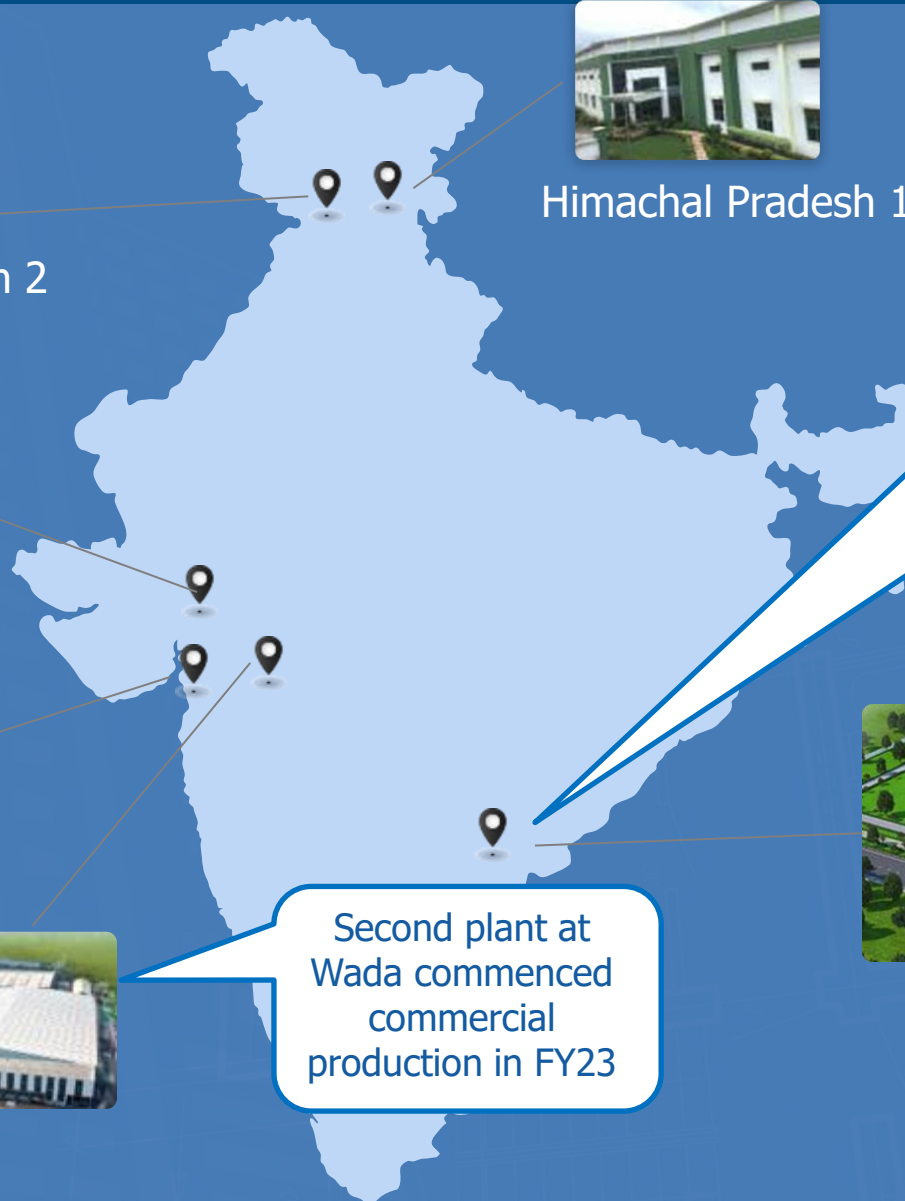 Himachal Pradesh 1
2
Second plant at
Wada commenced
commercial
production in FY23